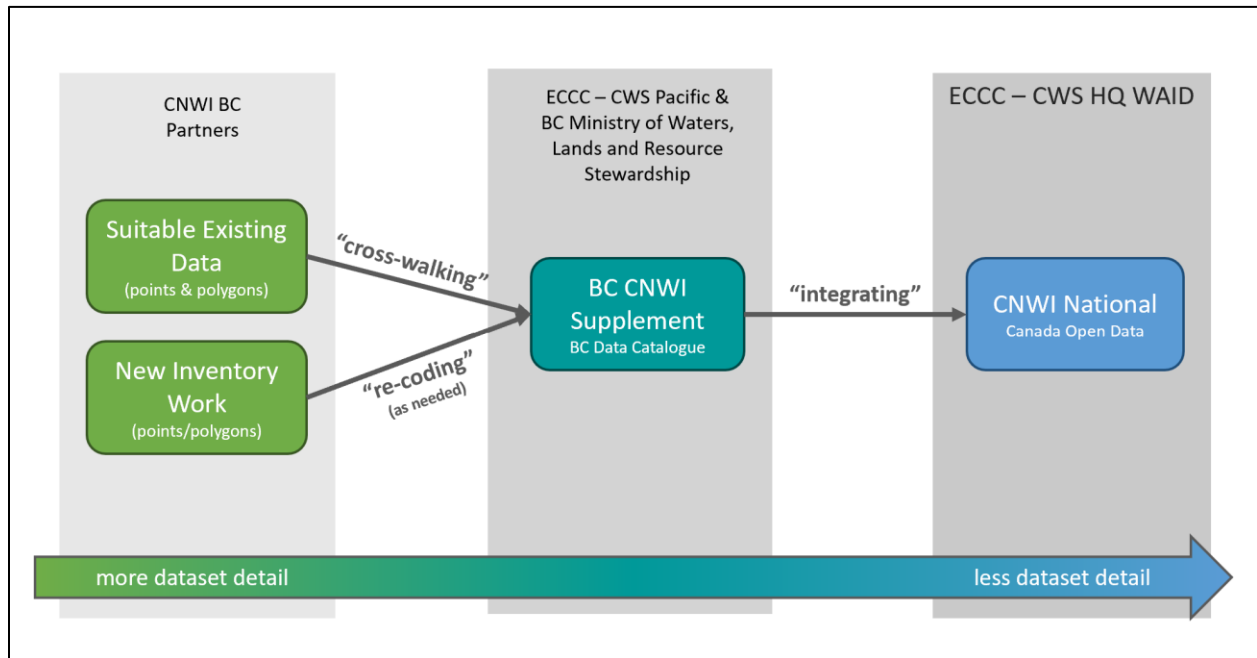 CNWI BC
Partners
Suitable Existing
Data
(points & polygons)
New Inventory
Work
(points/polygons)
“cross-walking”
“re-coding”
(as needed)
ECCC – CWS Pacific &
BC Ministry of Waters,
Lands and Resource
Stewardship
BC CNWI
Supplement
BC Data Catalogue
“integrating”
ECCC – CWS HQ WAID
CNWI National
Canada Open Data
more dataset detail
less dataset detail